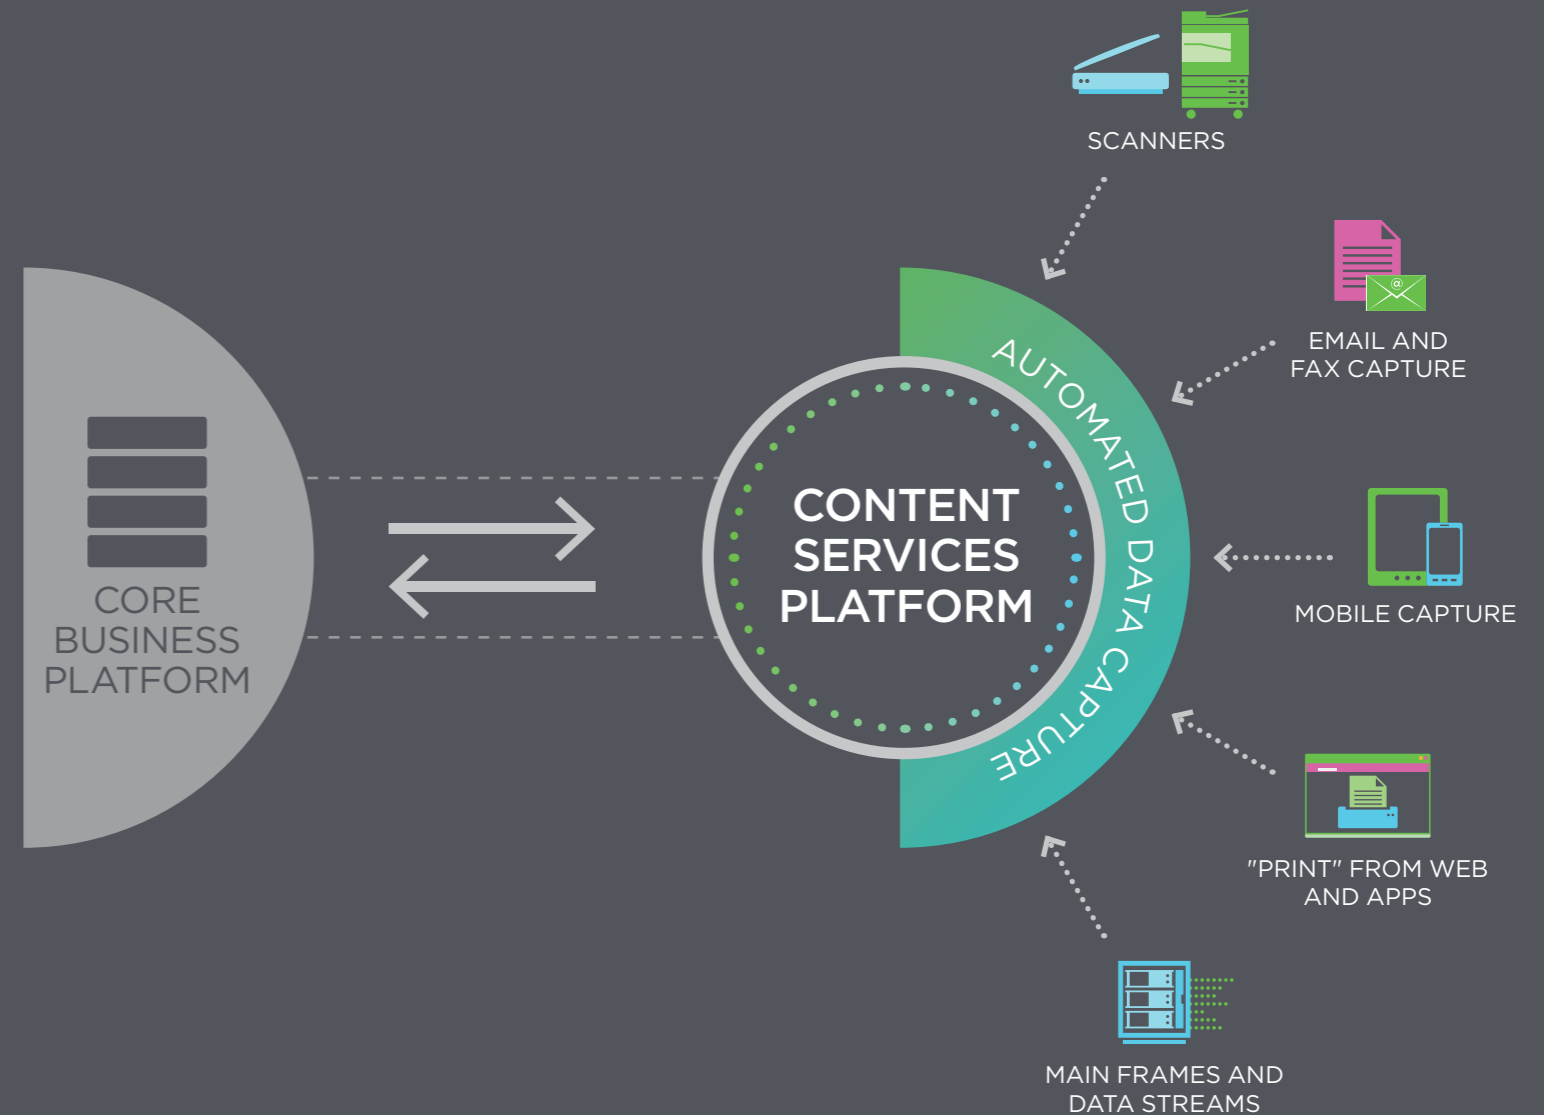 SCANNERS
EMAIL AND
FAX CAPTURE
AUTOMATED DATA CAPTURE
CONTENT
SERVICES
PLATFORM
CORE
BUSINESS
PLATFORM
MOBILE CAPTURE
"PRINT" FROM WEB
AND APPS
MAIN FRAMES AND
DATA STREAMS
@